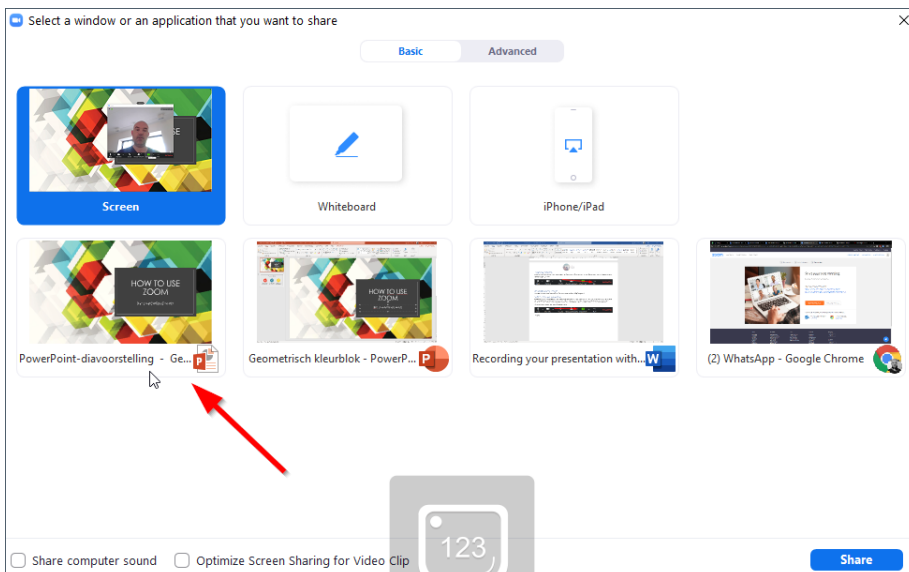 Select a window or an application that you want to share
Basic
Advanced
USE
Screen
Whiteboard
iPhone/iPad
HOW TO USE
ZOOM
HOW TO USE
ZOOM
PowerPoint-diavoorstelling - Ge...
Geometrisch kleurblok - PowerP...
Recording your presentation with...
(2) WhatsApp - Google Chrome
123
Share computer sound
Optimize Screen Sharing for Video Clip
Share